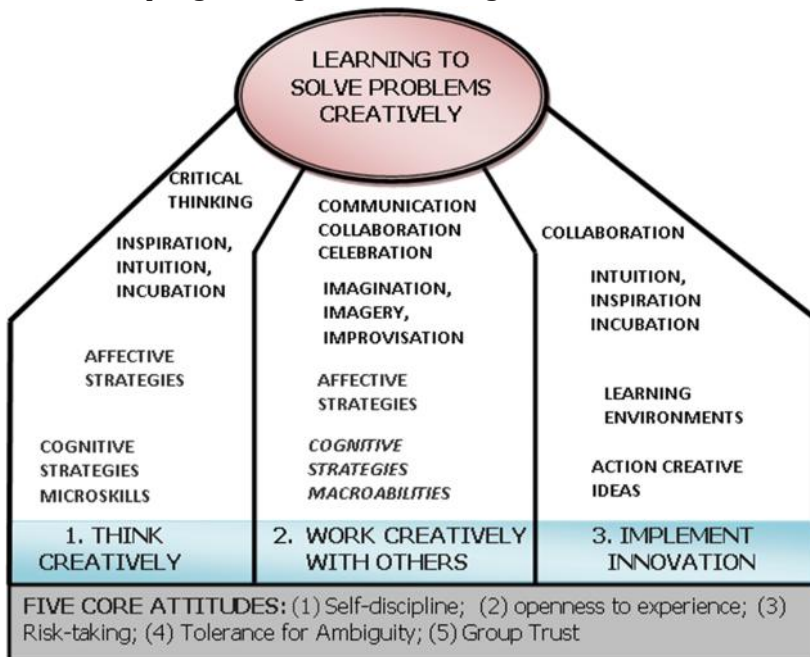 LEARNING TO
SOLVE PROBLEMS
CREATIVELY
CRITICAL
THINKING
INSPIRATION,
INTUITION,
INCUBATION
AFFECTIVE
STRATEGIES
COGNITIVE
STRATEGIES
MICROSKILLS
1. THINK
CREATIVELY
COMMUNICATION
COLLABORATION
CELEBRATION
IMAGINATION,
IMAGERY,
IMPROVISATION
AFFECTIVE
STRATEGIES
COGNITIVE
STRATEGIES
MACROABILITIES
2. WORK CREATIVELY
WITH OTHERS
COLLABORATION
INTUITION,
INSPIRATION
INCUBATION
LEARNING
ENVIRONMENTS
ACTION CREATIVE
IDEAS
3. IMPLEMENT
INNOVATION
FIVE CORE ATTITUDES: (1) Self-discipline; (2) openness to experience; (3)
Risk-taking; (4) Tolerance for Ambiguity; (5) Group Trust